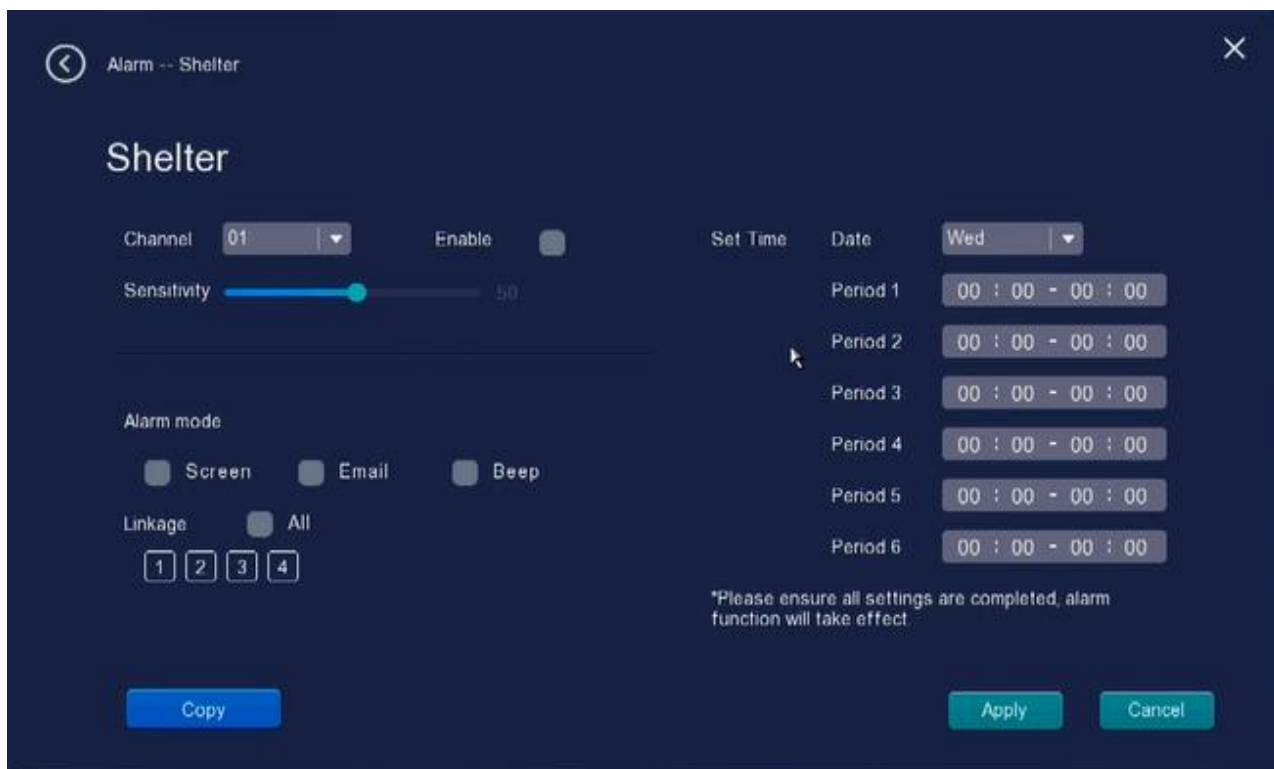 Alarm -- Shelter
Shelter
Channel 01 Enable
Sensitivity 50
Alarm mode
Screen Email Beep
Linkage All
1 2 3 4
Set Time Date Wed
Period 1 00 : 00 - 00 : 00
Period 2 00 : 00 - 00 : 00
Period 3 00 : 00 - 00 : 00
Period 4 00 : 00 - 00 : 00
Period 5 00 : 00 - 00 : 00
Period 6 00 : 00 - 00 : 00
*Please ensure all settings are completed, alarm
function will take effect
Copy Apply Cancel